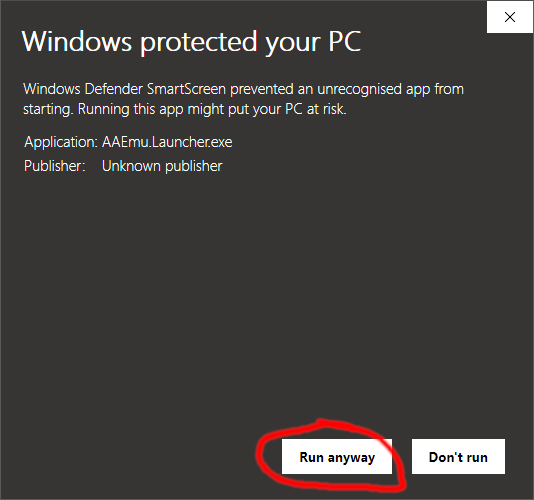 Windows protected your PC
Windows Defender SmartScreen prevented an unrecognised app from
starting. Running this app might put your PC at risk.
Application: AAEmu.Launcher.exe
Publisher: Unknown publisher
Run anyway
Don't run